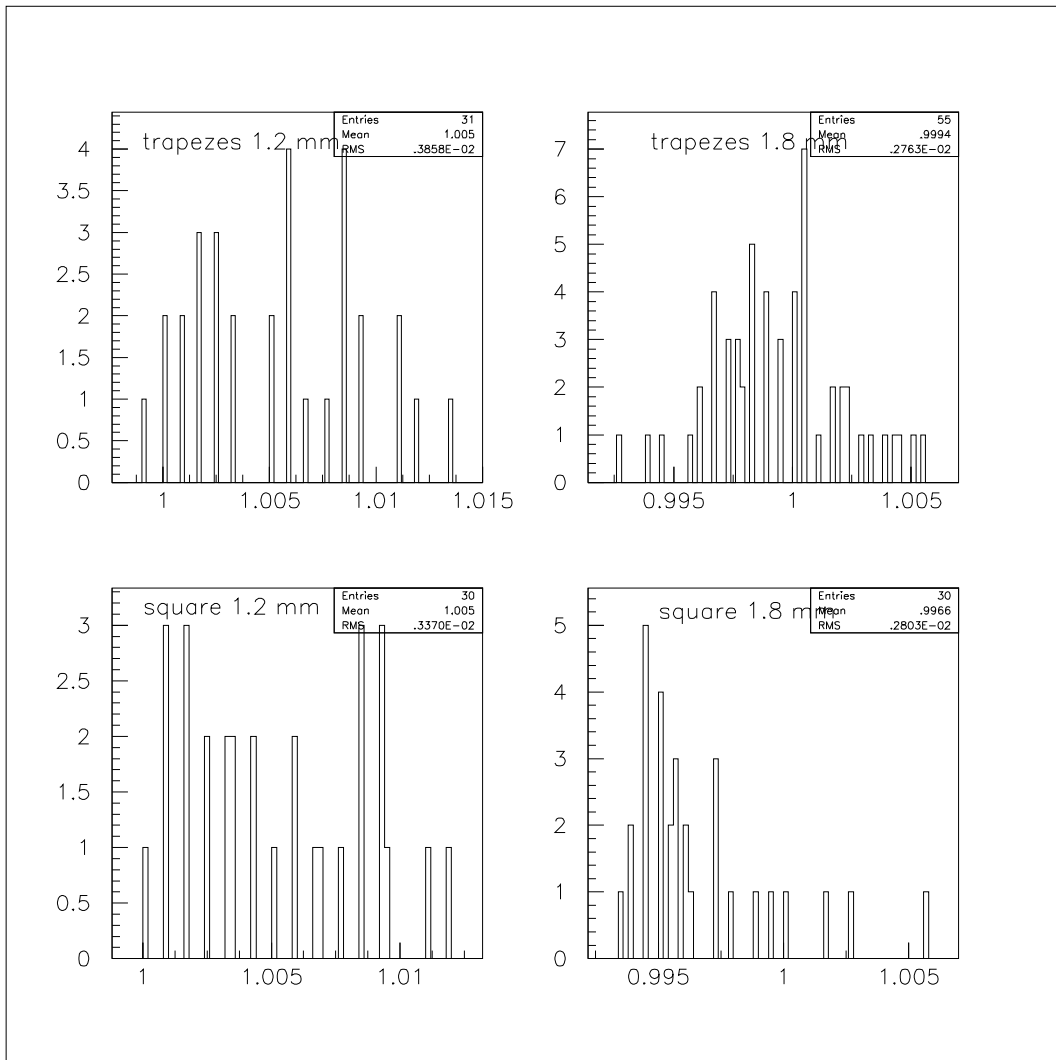 trapezes 1.2 mm
Entries 31
Mean 1.005
RMS .3858E-02
4
3.5
3
2.5
2
1.5
1
0.5
0
1 1.005 1.01 1.015
trapezes 1.8 mm
Entries 55
Mean .9994
RMS .2763E-02
7
6
5
4
3
2
1
0
0.995 1 1.005
square 1.2 mm
Entries 30
Mean 1.005
RMS .3370E-02
3
2.5
2
1.5
1
0.5
0
1 1.005 1.01
square 1.8 mm
Entries 30
Mean .9966
RMS .2803E-02
5
4
3
2
1
0
0.995 1 1.005